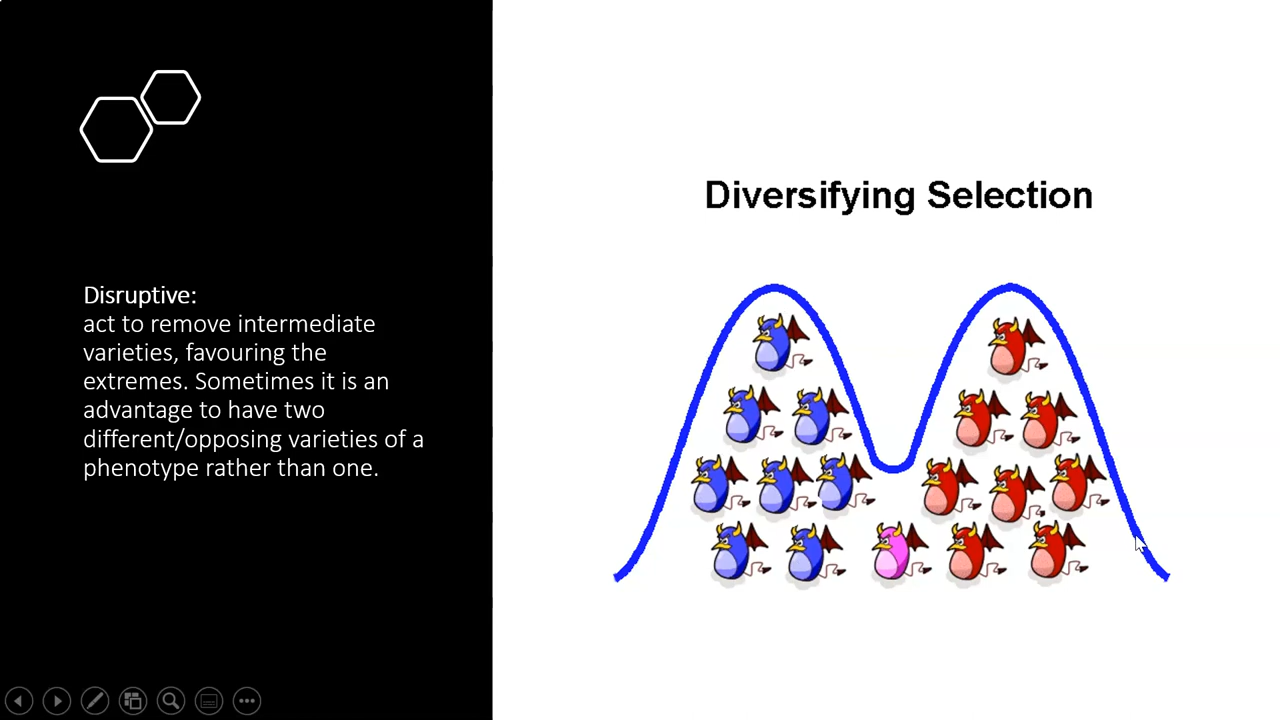 Disruptive:
act to remove intermediate
varieties, favouring the
extremes. Sometimes it is an
advantage to have two
different/opposing varieties of a
phenotype rather than one.
Diversifying Selection